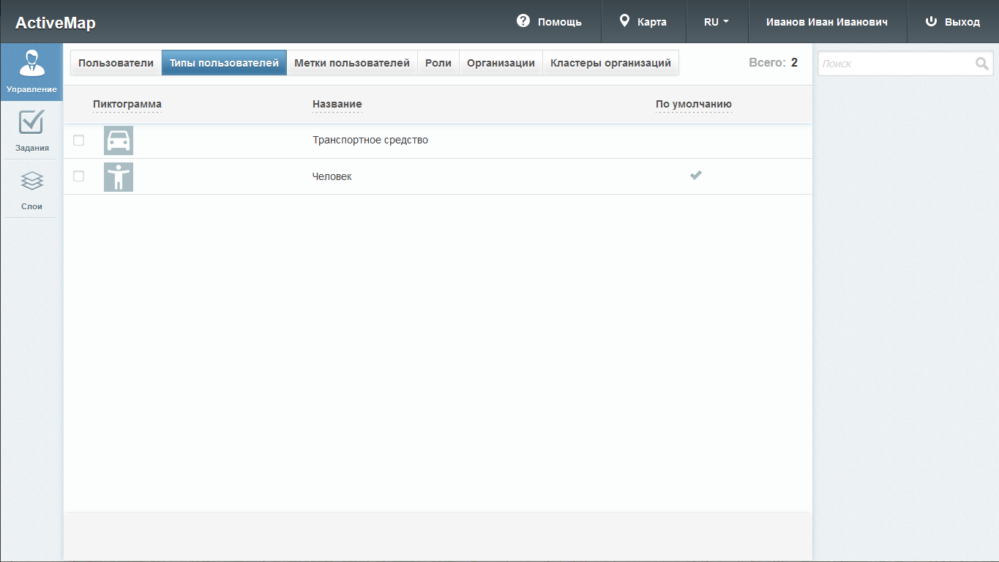 ActiveMap
Помощь
Карта
RU
Иванов Иван Иванович
Выход
Управление
Задания
Слои
Пользователи
Типы пользователей
Метки пользователей
Роли
Организации
Кластеры организаций
Всего: 2
Поиск
Пиктограмма
Название
По умолчанию
Транспортное средство
Человек